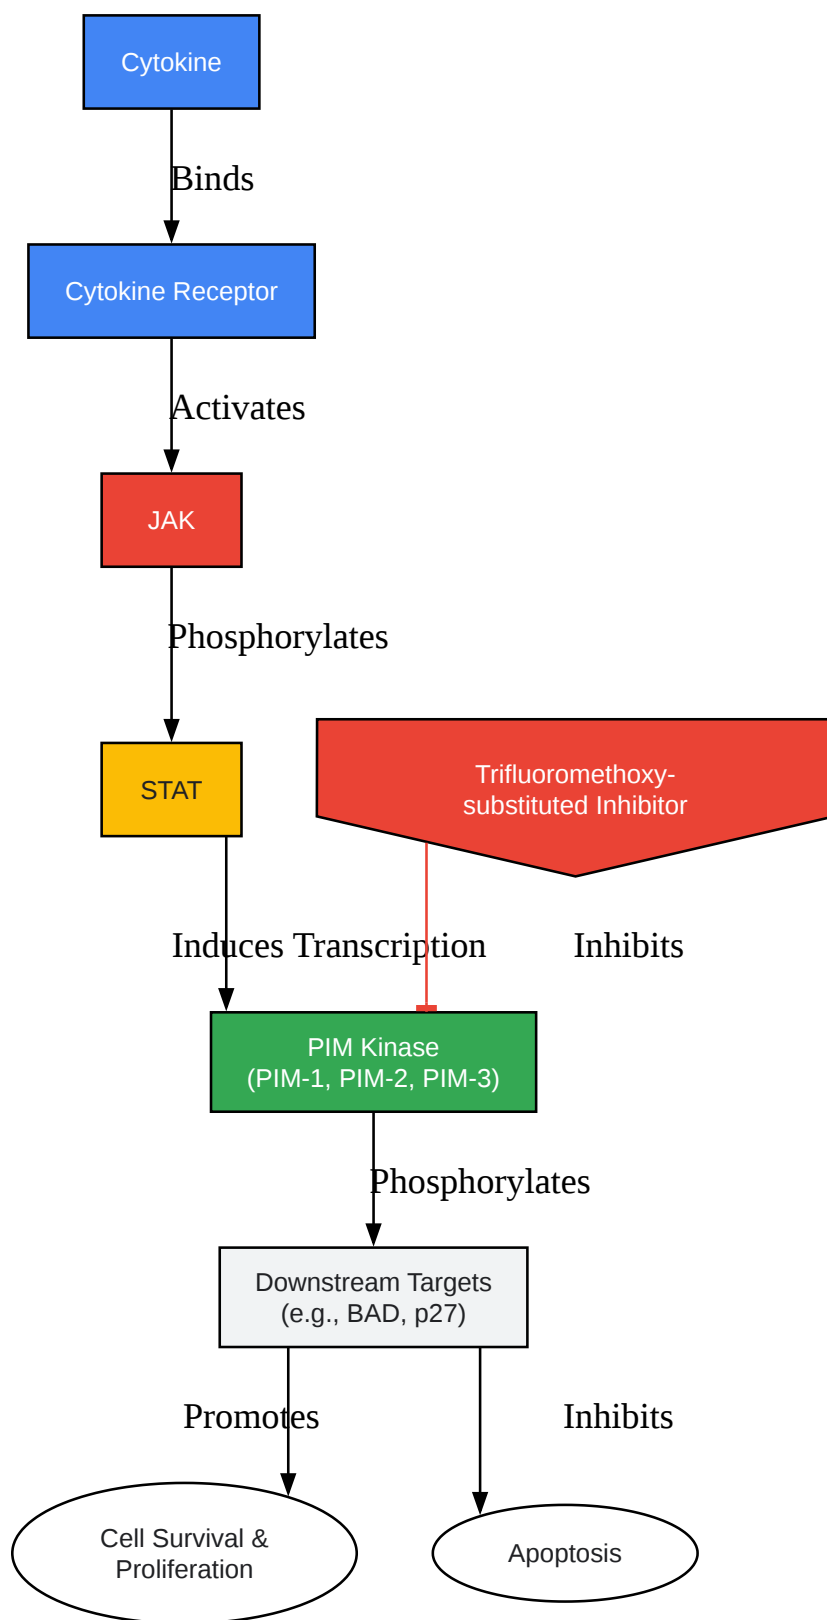 Cytokine
Binds
Cytokine Receptor
Activates
JAK
Phosphorylates
STAT
Trifluoromethoxy-
substituted Inhibitor
Induces Transcription
Inhibits
PIM Kinase
(PIM-1, PIM-2, PIM-3)
Phosphorylates
Downstream Targets
(e.g., BAD, p27)
Promotes
Inhibits
Cell Survival &
Proliferation
Apoptosis